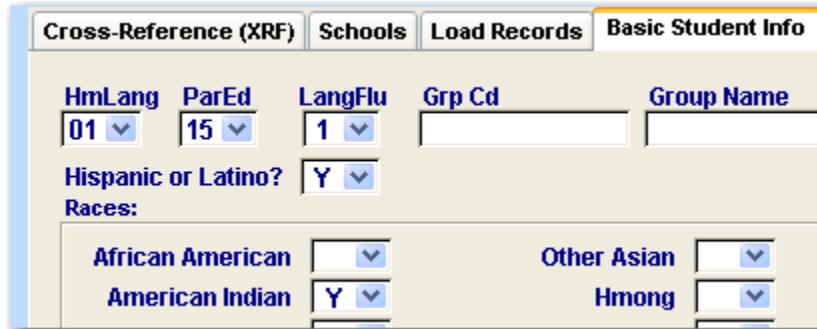 Cross-Reference (XRF) Schools Load Records Basic Student Info
HmLang ParEd LangFlu Grp Cd Group Name
01 15 1
Hispanic or Latino? Y
Races:
African American Other Asian
American Indian Y Hmong